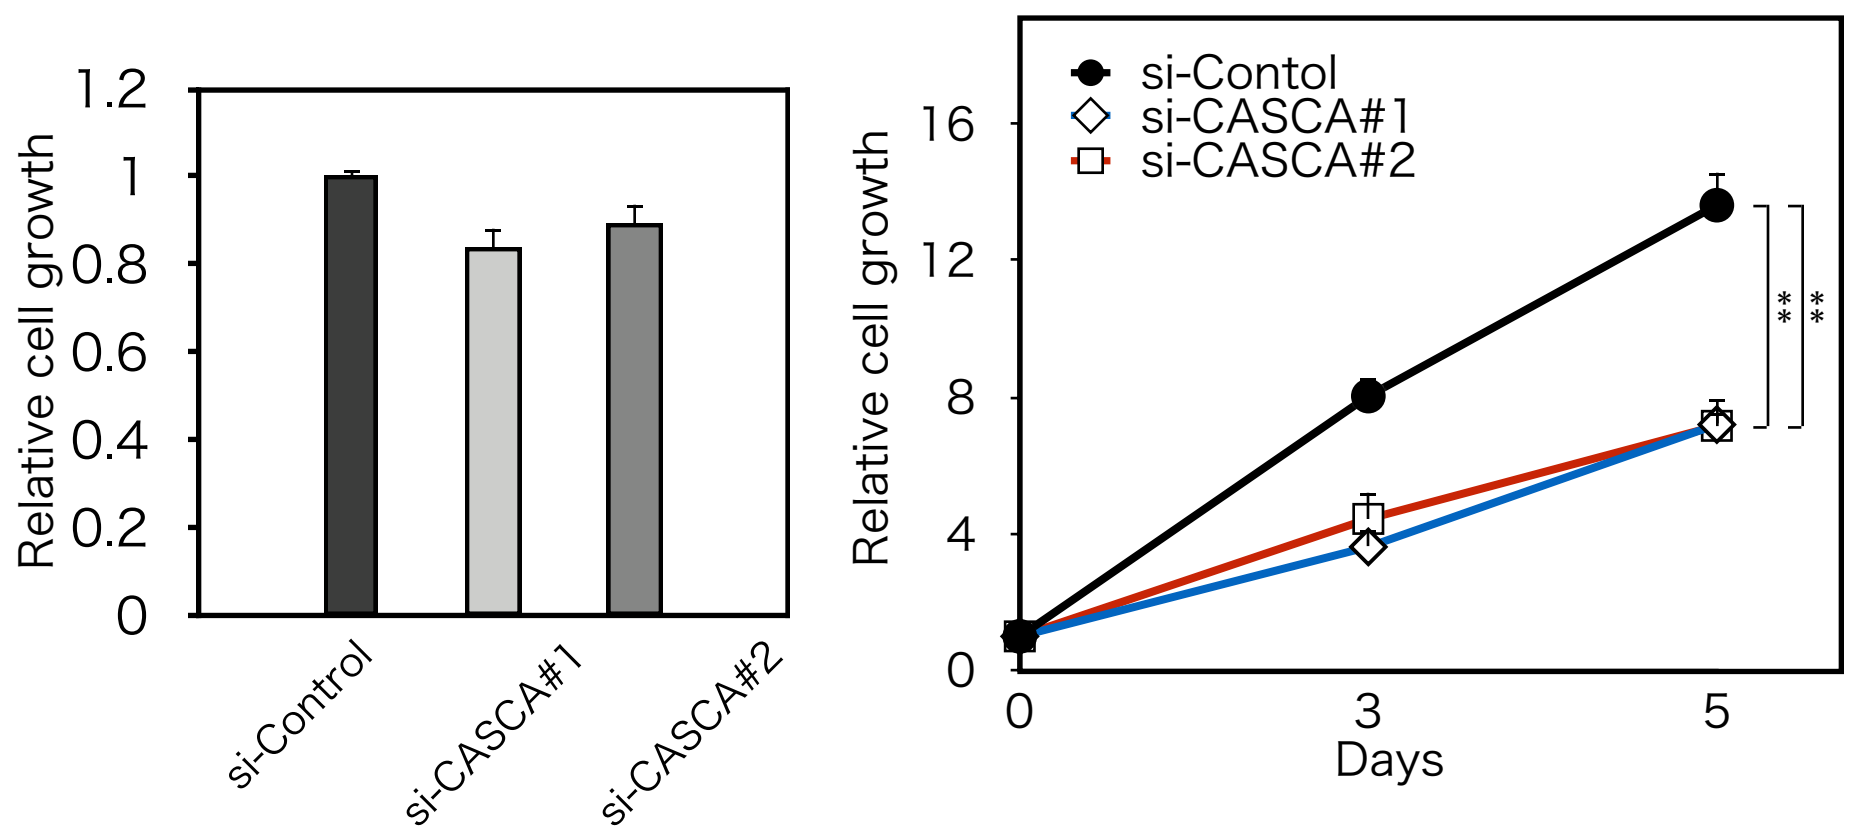 Relative cell growth
1.2
1
0.8
0.6
0.4
0.2
0
si-Control
si-CASCA#1
si-CASCA#2
Relative cell growth
16
12
8
4
0
si-Contol
si-CASCA#1
si-CASCA#2
**
**
0 3 5
Days